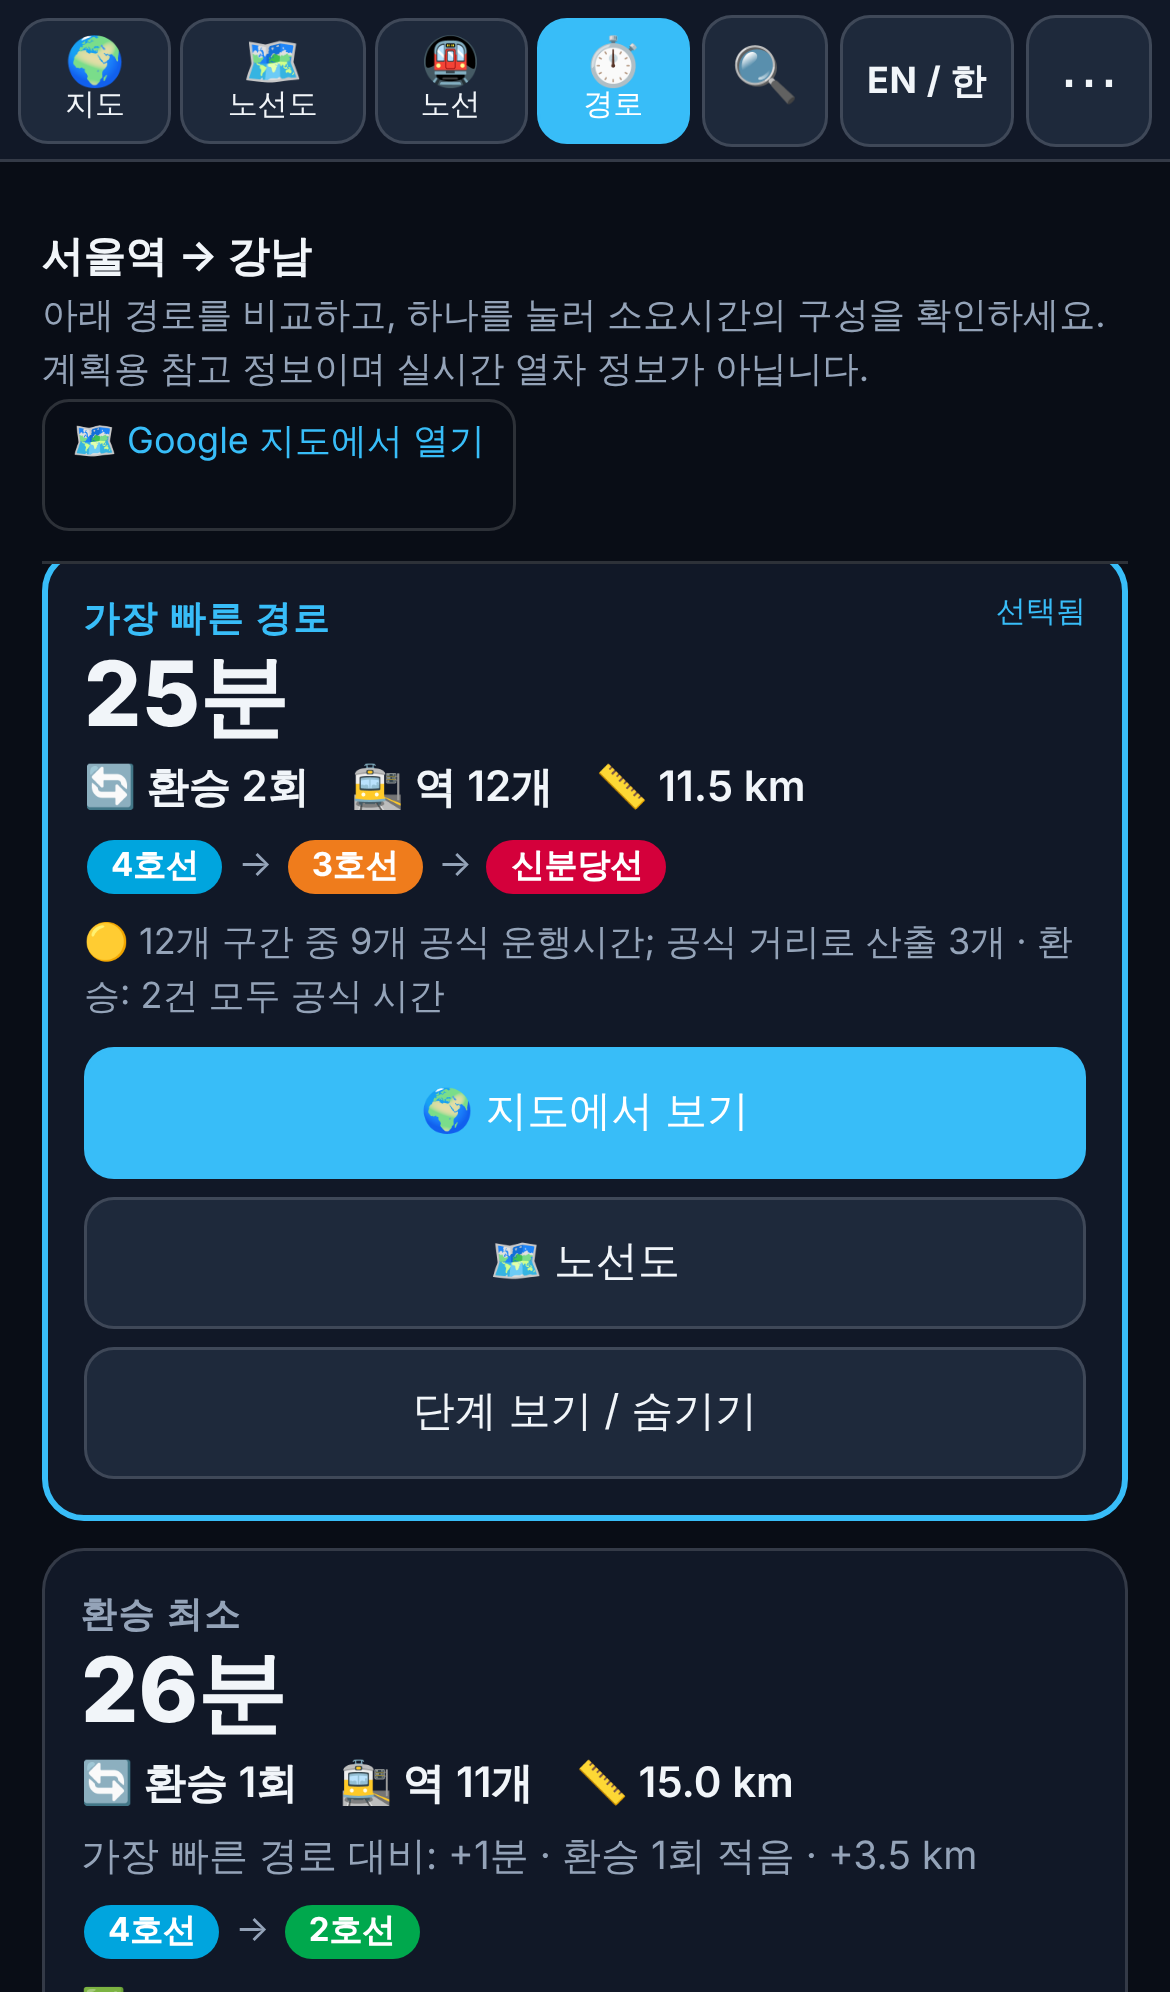 지도
노선도
노선
경로
EN / 한
...
서울역 → 강남
아래 경로를 비교하고, 하나를 눌러 소요시간의 구성을 확인하세요.
계획용 참고 정보이며 실시간 열차 정보가 아닙니다.
Google 지도에서 열기
가장 빠른 경로
선택됨
25분
환승 2회 역 12개 11.5 km
4호선 → 3호선 → 신분당선
12개 구간 중 9개 공식 운행시간; 공식 거리로 산출 3개 · 환
승: 2건 모두 공식 시간
지도에서 보기
노선도
단계 보기 / 숨기기
환승 최소
26분
환승 1회 역 11개 15.0 km
가장 빠른 경로 대비: +1분 · 환승 1회 적음 · +3.5 km
4호선 → 2호선